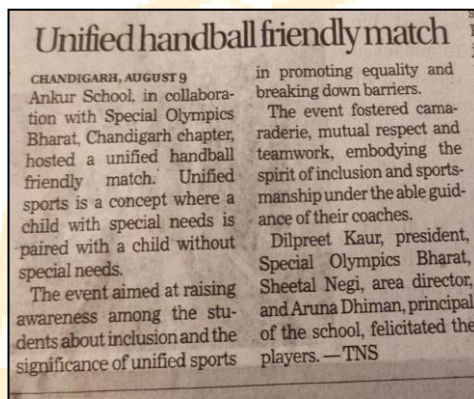 Unified handball friendly match
CHANDIGARH, AUGUST 9
Ankur School, in collabora-
tion with Special Olympics
Bharat, Chandigarh chapter,
hosted a unified handball
friendly match. Unified
sports is a concept where a
child with special needs is
paired with a child without
special needs.
The event aimed at raising
awareness among the stu-
dents about inclusion and the
significance of unified sports
in promoting equality and
breaking down barriers.
The event fostered cama-
raderie, mutual respect and
teamwork, embodying the
spirit of inclusion and sports-
manship under the able guid-
ance of their coaches.
Dilpreet Kaur, president,
Special Olympics Bharat,
Sheetal Negi, area director,
and Aruna Dhiman, principal
of the school, felicitated the
players. — TNS